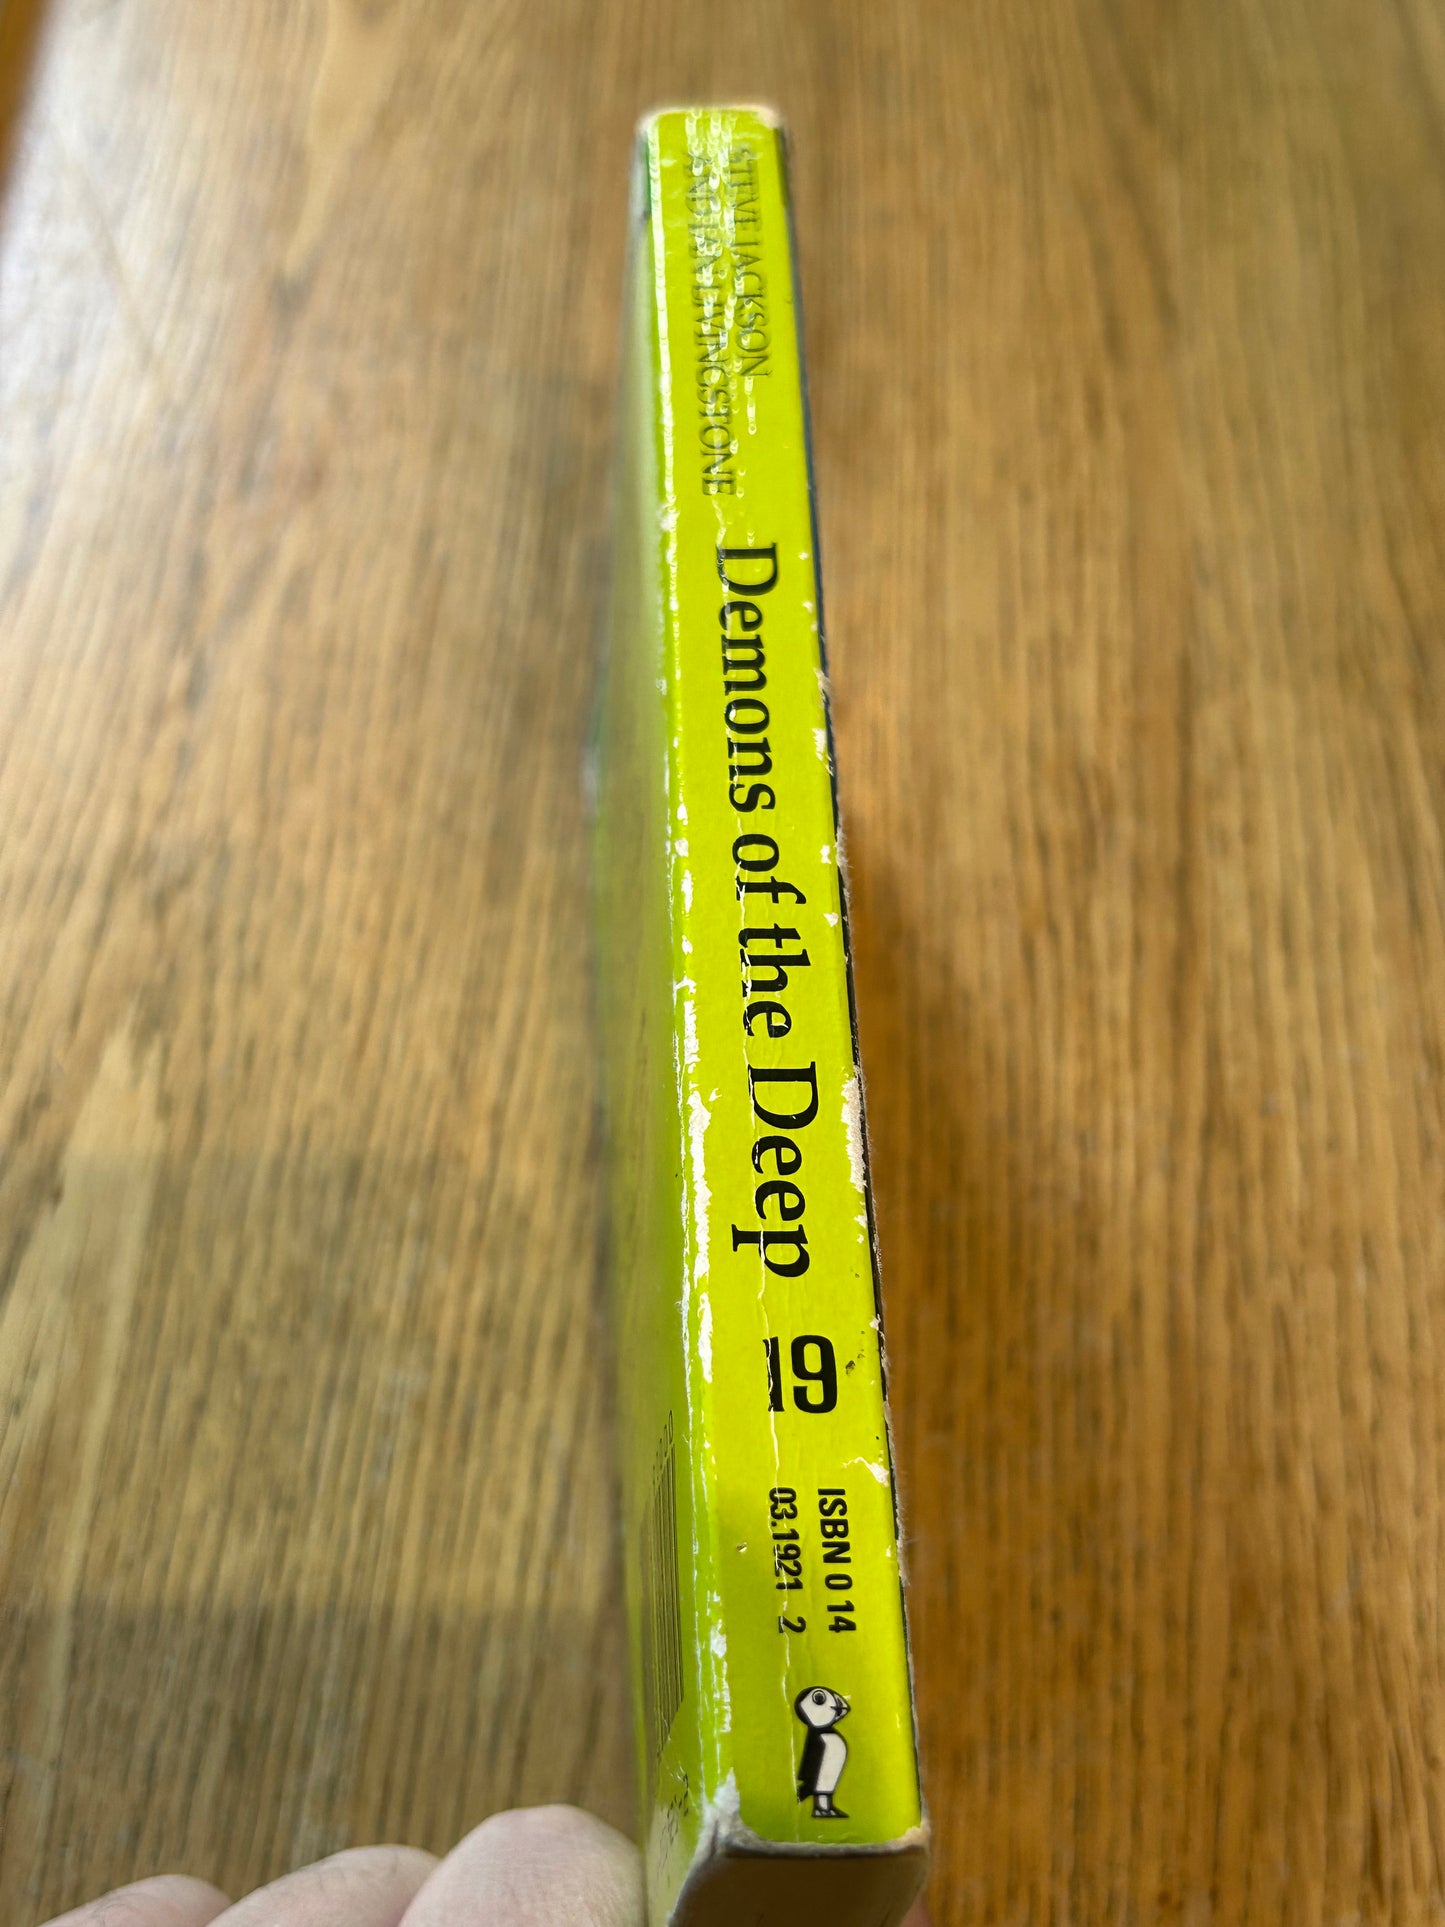 STEVE JACKSON
AND IAN LIVINGSTONE
Demons of the Deep
19
ISBN 0 14
03.1921 2